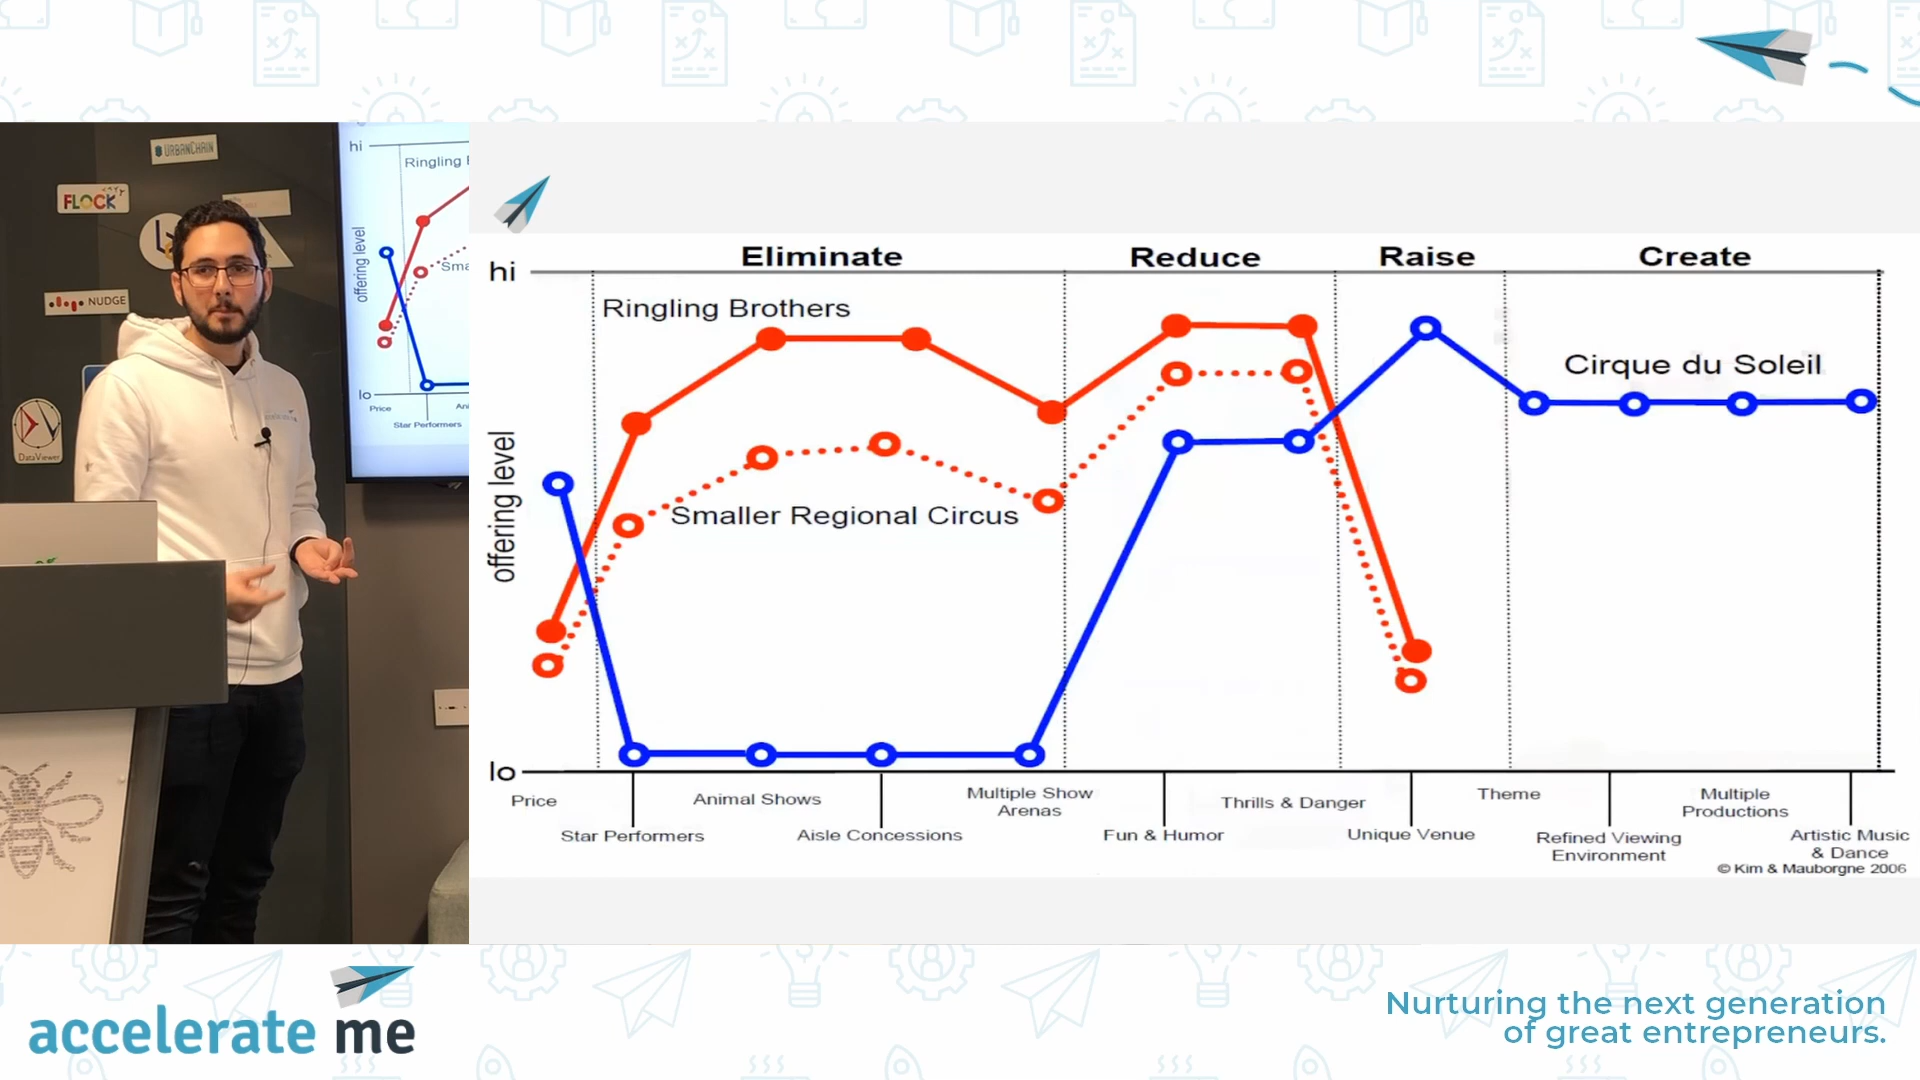 URBANCHAIN
FLOCK
NUDGE
DataViewer
hi
Ringling
offering level
Sma
lo
Price
Star Performers
Eliminate
Reduce
Raise
Create
hi
Ringling Brothers
Cirque du Soleil
offering level
Smaller Regional Circus
lo
Price
Star Performers
Animal Shows
Aisle Concessions
Multiple Show
Arenas
Fun & Humor
Thrills & Danger
Unique Venue
Theme
Refined Viewing
Environment
Multiple
Productions
Artistic Music
& Dance
© Kim & Mauborgne 2006
accelerate me
Nurturing the next generation
of great entrepreneurs.